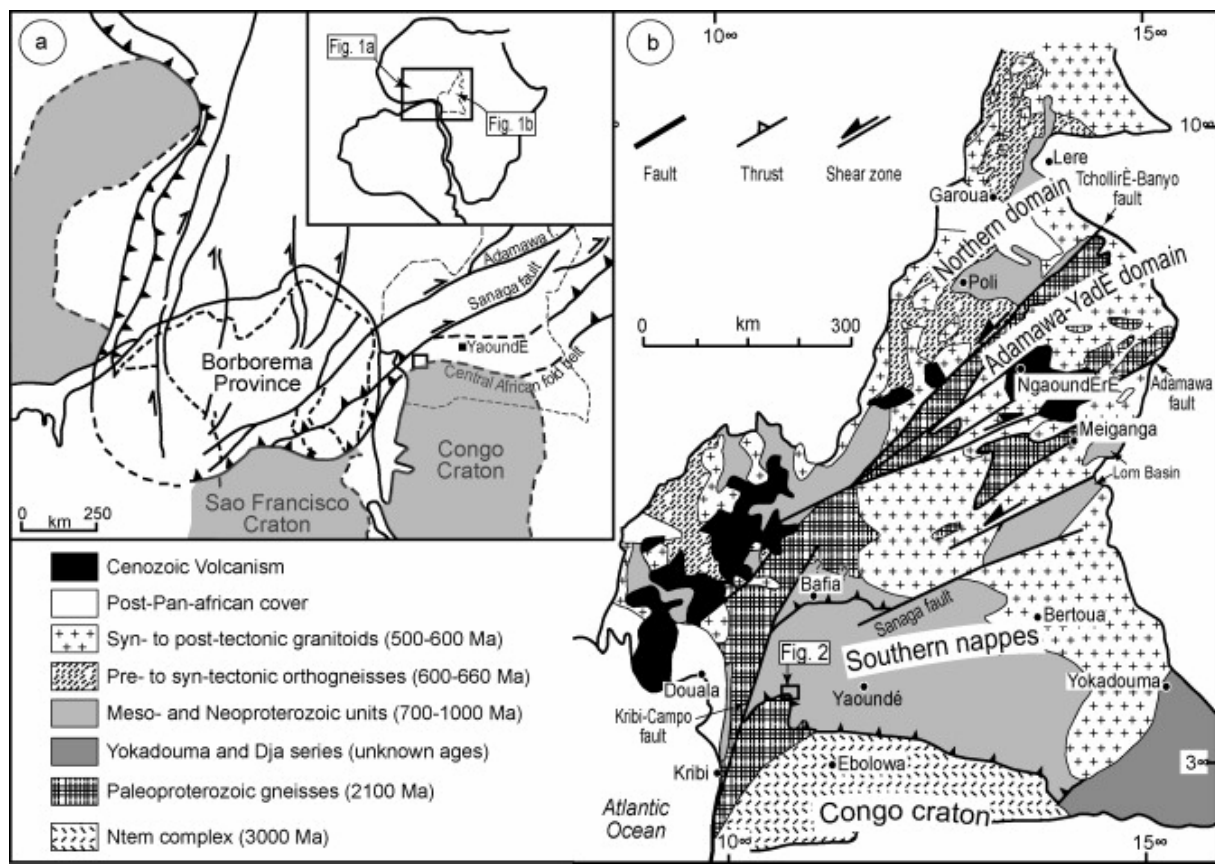 a
Fig. 1a
Fig. 1b
Adamawa f.
Sanaga fault
YaoundE
Central African fold belt
Borborema
Province
Congo
Craton
Sao Francisco
Craton
0 250
km
Cenozoic Volcanism
Post-Pan-african cover
Syn- to post-tectonic granitoids (500-600 Ma)
Pre- to syn-tectonic orthogneisses (600-660 Ma)
Meso- and Neoproterozoic units (700-1000 Ma)
Yokadouma and Dja series (unknown ages)
Paleoproterozoic gneisses (2100 Ma)
Ntem complex (3000 Ma)
b
10∞
15∞
10∞
Fault
Thrust
Shear zone
0 km 300
Lere
TchollirÈ-Banyo
fault
Garoua
Northern domain
Poli
Adamawa-YadÈ domain
NgaoundÈrÈ
Adamawa
fault
Meiganga
Lom Basin
??
Bafia
Sanaga fault
Bertoua
Southern nappes
Fig. 2
Douala
Yaoundé
Yokadouma
Kribi-Campo
fault
Kribi
Ebolowa
3∞
Atlantic
Ocean
Congo craton
10∞
15∞